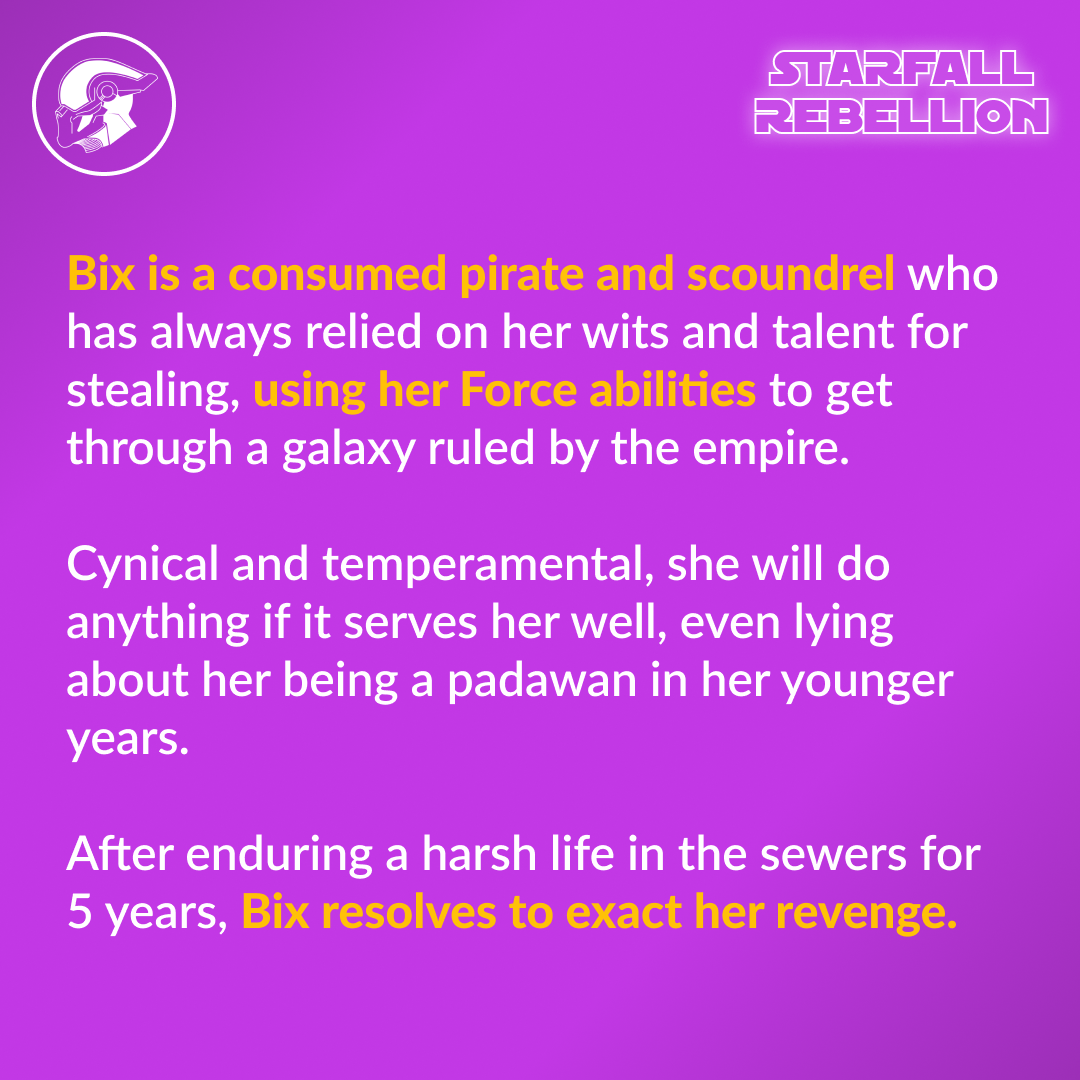 STARFALL
REBELLION
Bix is a consumed pirate and scoundrel who
has always relied on her wits and talent for
stealing, using her Force abilities to get
through a galaxy ruled by the empire.
Cynical and temperamental, she will do
anything if it serves her well, even lying
about her being a padawan in her younger
years.
After enduring a harsh life in the sewers for
5 years, Bix resolves to exact her revenge.